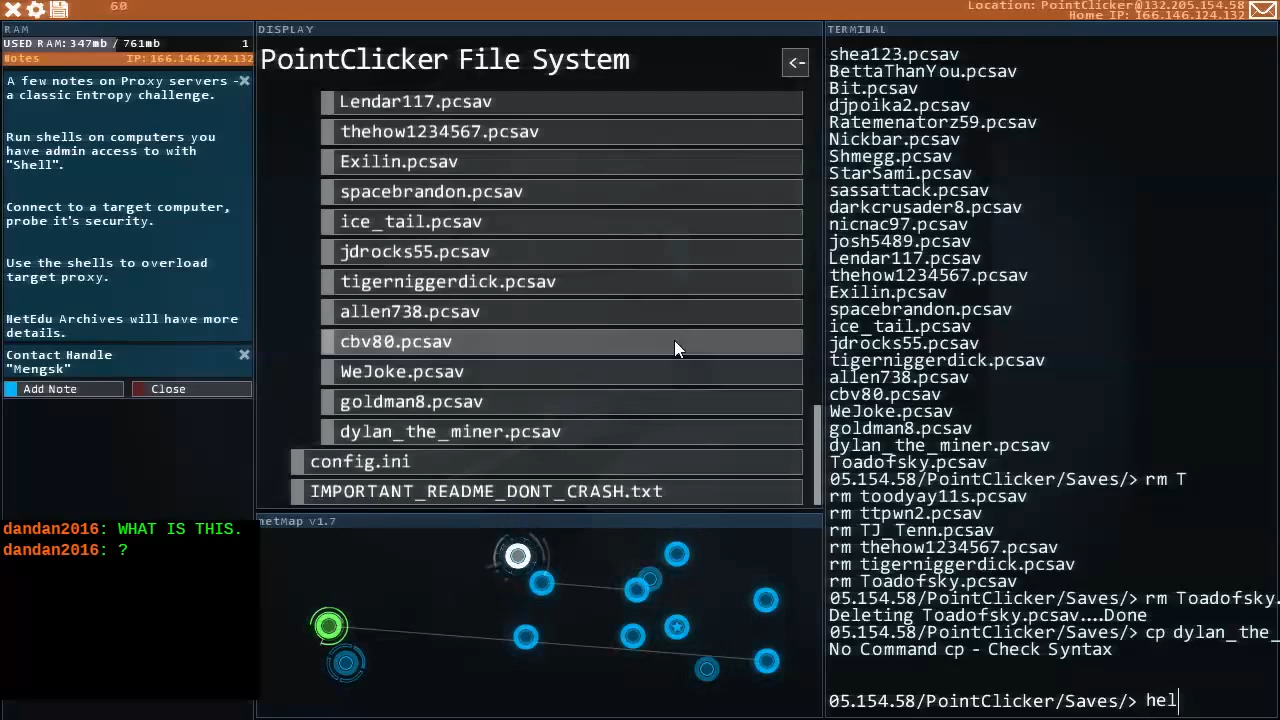 60
Location: PointClicker@132.205.154.58
Home IP: 166.146.124.132
RAM
USED RAM: 347mb / 761mb
1
Notes
IP: 166.146.124.132
A few notes on Proxy servers -
a classic Entropy challenge.
Run shells on computers you
have admin access to with
"Shell".
Connect to a target computer,
probe it's security.
Use the shells to overload
target proxy.
NetEdu Archives will have more
details.
Contact Handle
"Mengsk"
Add Note
Close
dandan2016: WHAT IS THIS.
dandan2016: ?
DISPLAY
PointClicker File System
<-
Lendar117.pcsav
thehow1234567.pcsav
Exilin.pcsav
spacebrandon.pcsav
ice_tail.pcsav
jdrocks55.pcsav
tigerniggerdick.pcsav
allen738.pcsav
cbv80.pcsav
WeJoke.pcsav
goldman8.pcsav
dylan_the_miner.pcsav
config.ini
IMPORTANT_README_DONT_CRASH.txt
netMap v1.7
TERMINAL
shea123.pcsav
BettaThanYou.pcsav
Bit.pcsav
djpoika2.pcsav
Ratemenatorz59.pcsav
Nickbar.pcsav
Shmegg.pcsav
StarSami.pcsav
sassattack.pcsav
darkcrusader8.pcsav
nicnac97.pcsav
josh5489.pcsav
Lendar117.pcsav
thehow1234567.pcsav
Exilin.pcsav
spacebrandon.pcsav
ice_tail.pcsav
jdrocks55.pcsav
tigerniggerdick.pcsav
allen738.pcsav
cbv80.pcsav
WeJoke.pcsav
goldman8.pcsav
dylan_the_miner.pcsav
Toadofsky.pcsav
05.154.58/PointClicker/Saves/> rm T
rm toodyay11s.pcsav
rm ttpwn2.pcsav
rm TJ_Tenn.pcsav
rm thehow1234567.pcsav
rm tigerniggerdick.pcsav
rm Toadofsky.pcsav
05.154.58/PointClicker/Saves/> rm Toadofsky.
Deleting Toadofsky.pcsav....Done
05.154.58/PointClicker/Saves/> cp dylan_the_
No Command cp - Check Syntax
05.154.58/PointClicker/Saves/> hel